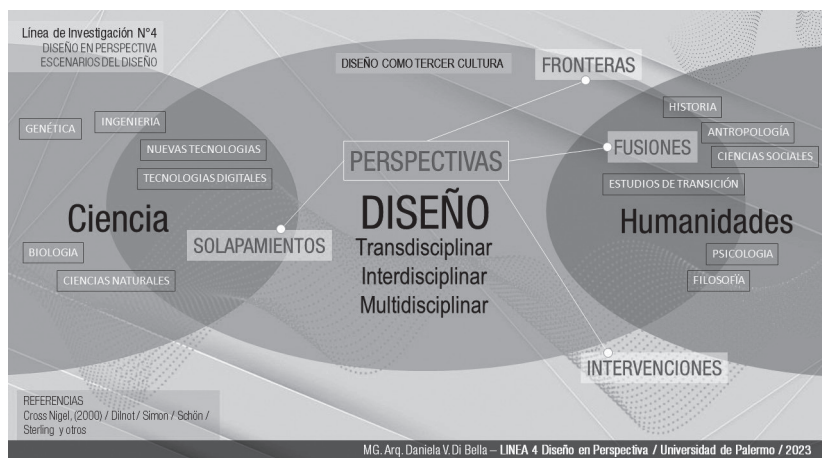 Línea de Investigación N°4
DISEÑO EN PERSPECTIVA
ESCENARIOS DEL DISEÑO
DISEÑO COMO TERCER CULTURA
FRONTERAS
GENÉTICA
INGENIERIA
NUEVAS TECNOLOGIAS
TECNOLOGIAS DIGITALES
Ciencia
BIOLOGIA
CIENCIAS NATURALES
SOLAPAMIENTOS
PERSPECTIVAS
DISEÑO
Transdisciplinar
Interdisciplinar
Multidisciplinar
HISTORIA
ANTROPOLOGÍA
FUSIONES
CIENCIAS SOCIALES
ESTUDIOS DE TRANSICIÓN
Humanidades
PSICOLOGIA
FILOSOFÍA
INTERVENCIONES
REFERENCIAS
Cross Nigel, (2000) / Dilnot / Simon / Schön /
Sterling y otros
MG. Arq. Daniela V. Di Bella – LINEA 4 Diseño en Perspectiva / Universidad de Palermo / 2023